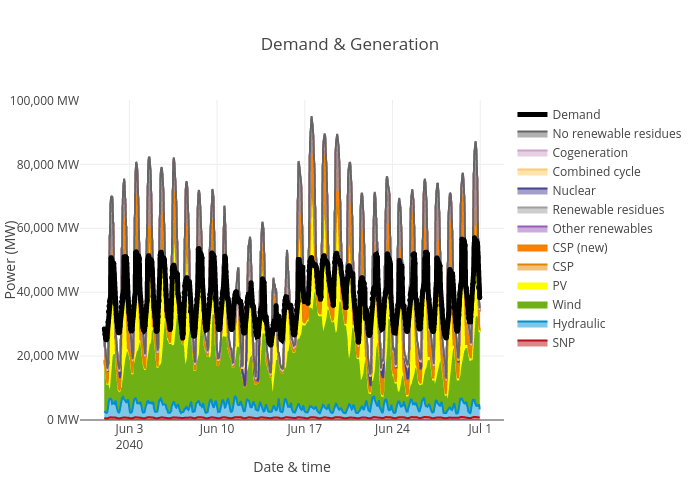 Demand & Generation
100,000 MW
80,000 MW
60,000 MW
40,000 MW
20,000 MW
0 MW
Power (MW)
Jun 3
2040
Jun 10
Jun 17
Jun 24
Jul 1
Date & time
Demand
No renewable residues
Cogeneration
Combined cycle
Nuclear
Renewable residues
Other renewables
CSP (new)
CSP
PV
Wind
Hydraulic
SNP